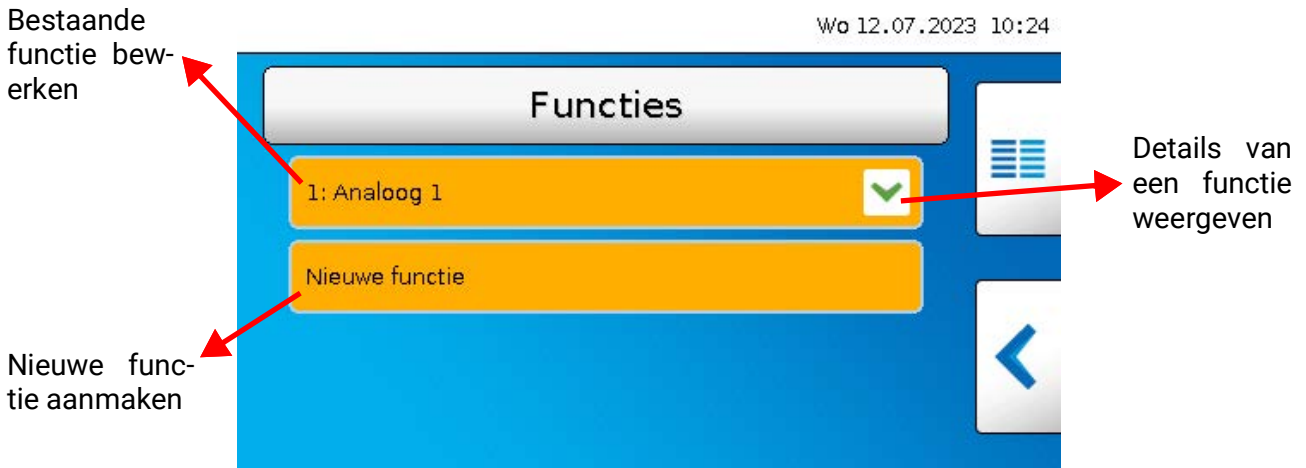 Bestaande
functie bew-
erken
Wo 12.07.2023 10:24
Functies
1: Analoog 1
Details van
een functie
weergeven
Nieuwe functie
Nieuwe func-
tie aanmaken